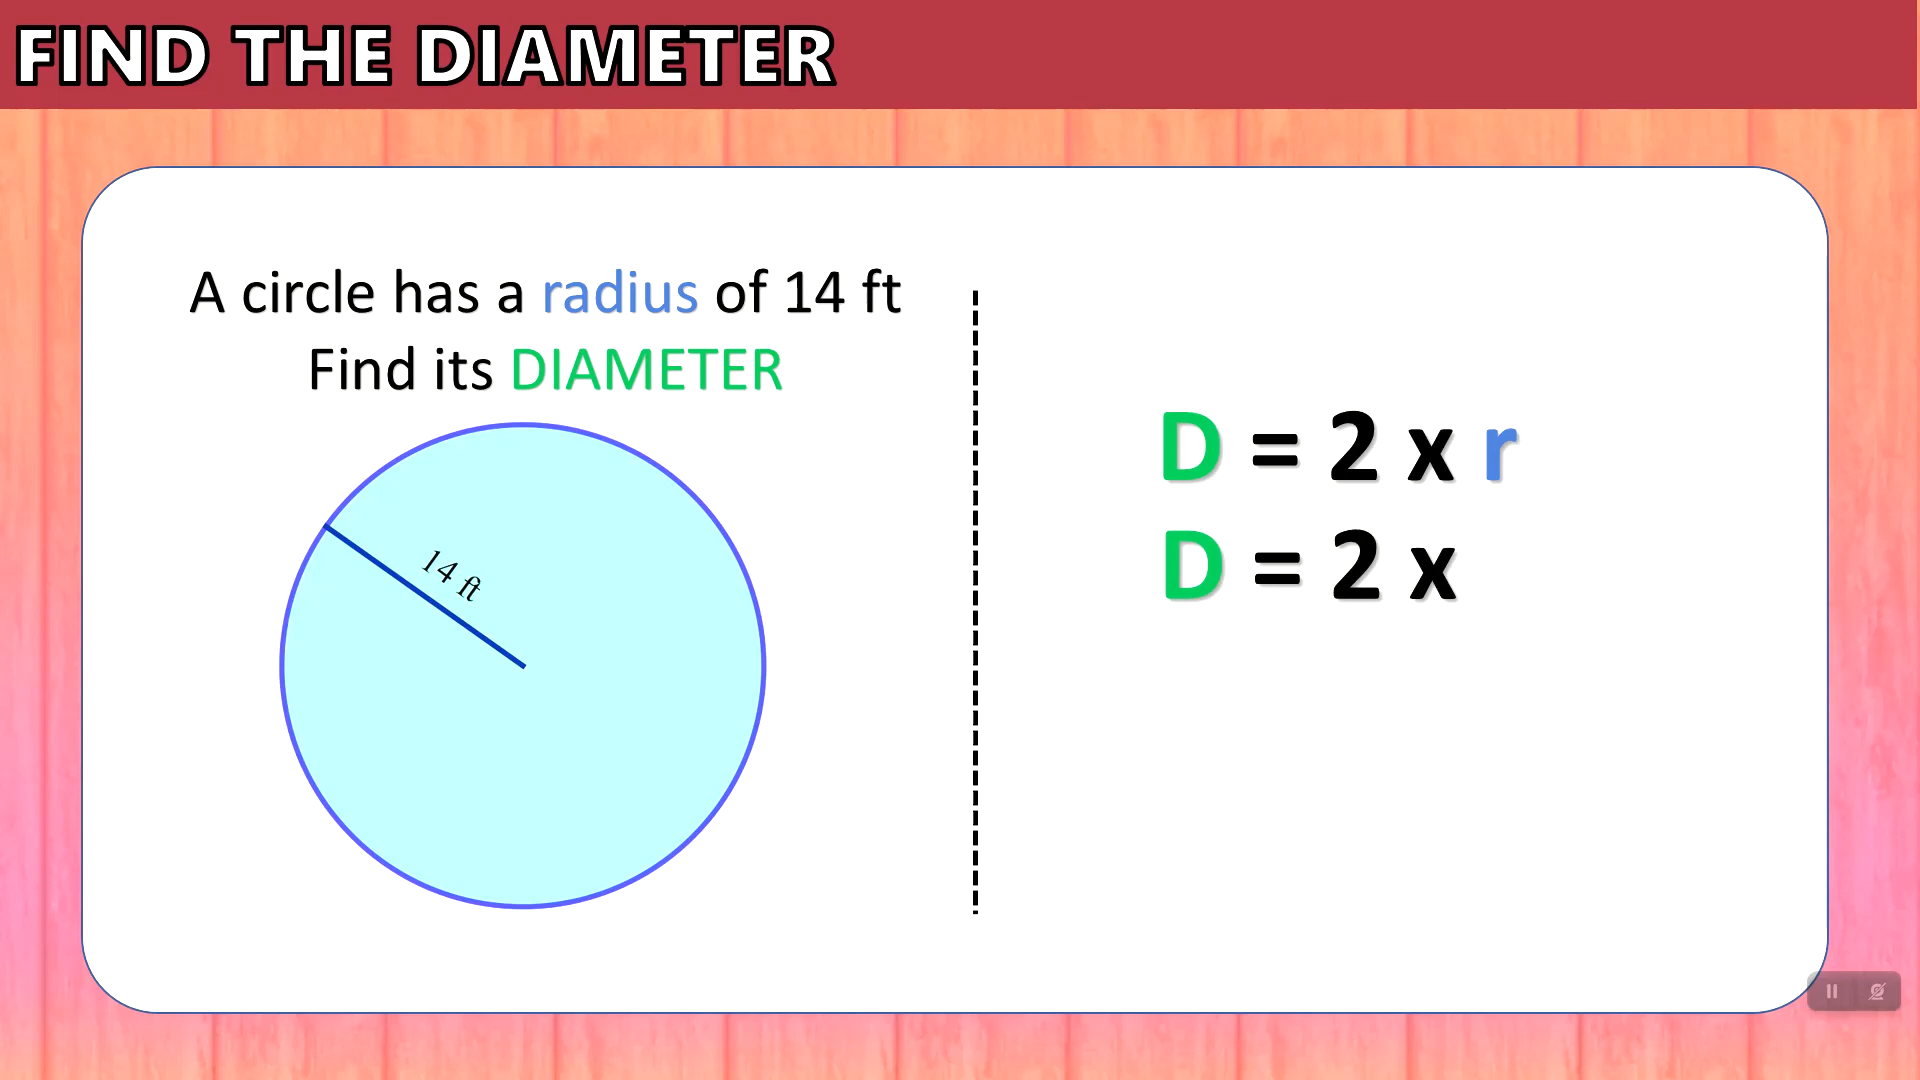 FIND THE DIAMETER
A circle has a radius of 14 ft
Find its DIAMETER
14 ft
D = 2 x r
D = 2 x